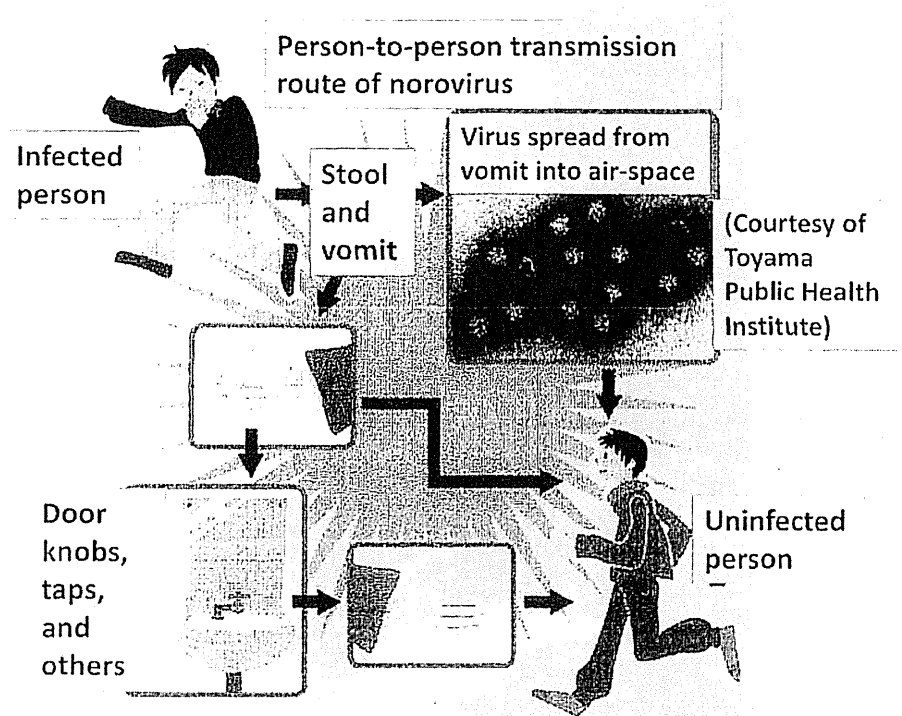 Person-to-person transmission
route of norovirus
Infected
person
Stool
and
vomit
Virus spread from
vomit into air-space
(Courtesy of
Toyama
Public Health
Institute)
Door
knobs,
taps,
and
others
Uninfected
person